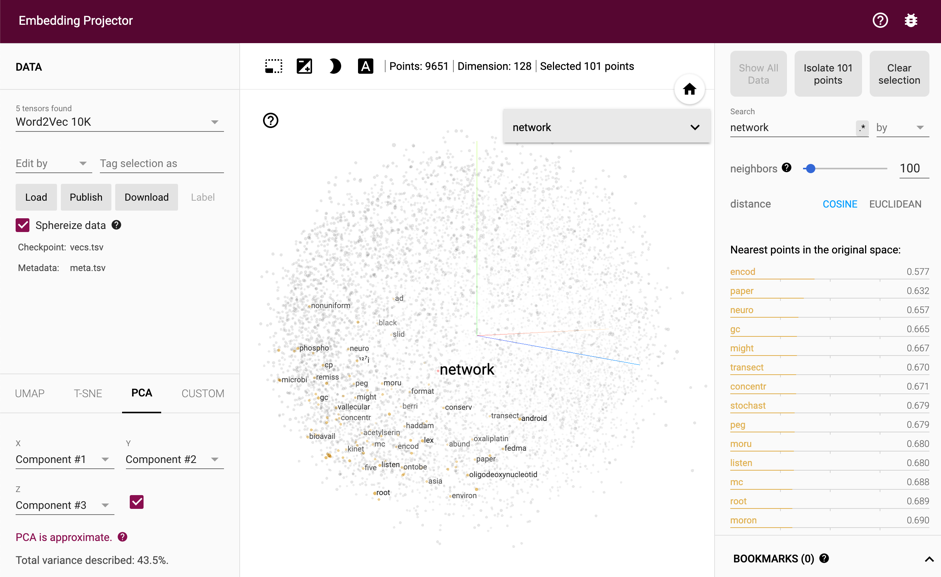 Embedding Projector
DATA
5 tensors found
Word2Vec 10K
Edit by
Tag selection as
Load
Publish
Download
Label
Sphereize data
Checkpoint: vecs.tsv
Metadata: meta.tsv
UMAP
T-SNE
PCA
CUSTOM
X
Component #1
Y
Component #2
Z
Component #3
PCA is approximate.
Total variance described: 43.5%.
A
Points: 9651 | Dimension: 128 | Selected 101 points
network
ad
nonuniform
black
slid
phospho
neuro
cp
microbi
remiss
peg
moru
format
gc
might
vallecular
berri
conserv
concentr
transect
android
haddam
bioavail
acetylserin
lex
mc
encod
abund
oxaliplatin
kinet
fedma
paper
five
listen
ontobe
oligodeoxynucleotid
asia
root
environ
network
Show All Data
Isolate 101 points
Clear selection
Search
network
.*
by
neighbors
100
distance
COSINE
EUCLIDEAN
Nearest points in the original space:
encod 0.577
paper 0.632
neuro 0.657
gc 0.665
might 0.667
transect 0.670
concentr 0.671
stochast 0.679
peg 0.679
moru 0.680
listen 0.680
mc 0.688
root 0.689
moron 0.690
BOOKMARKS (0)